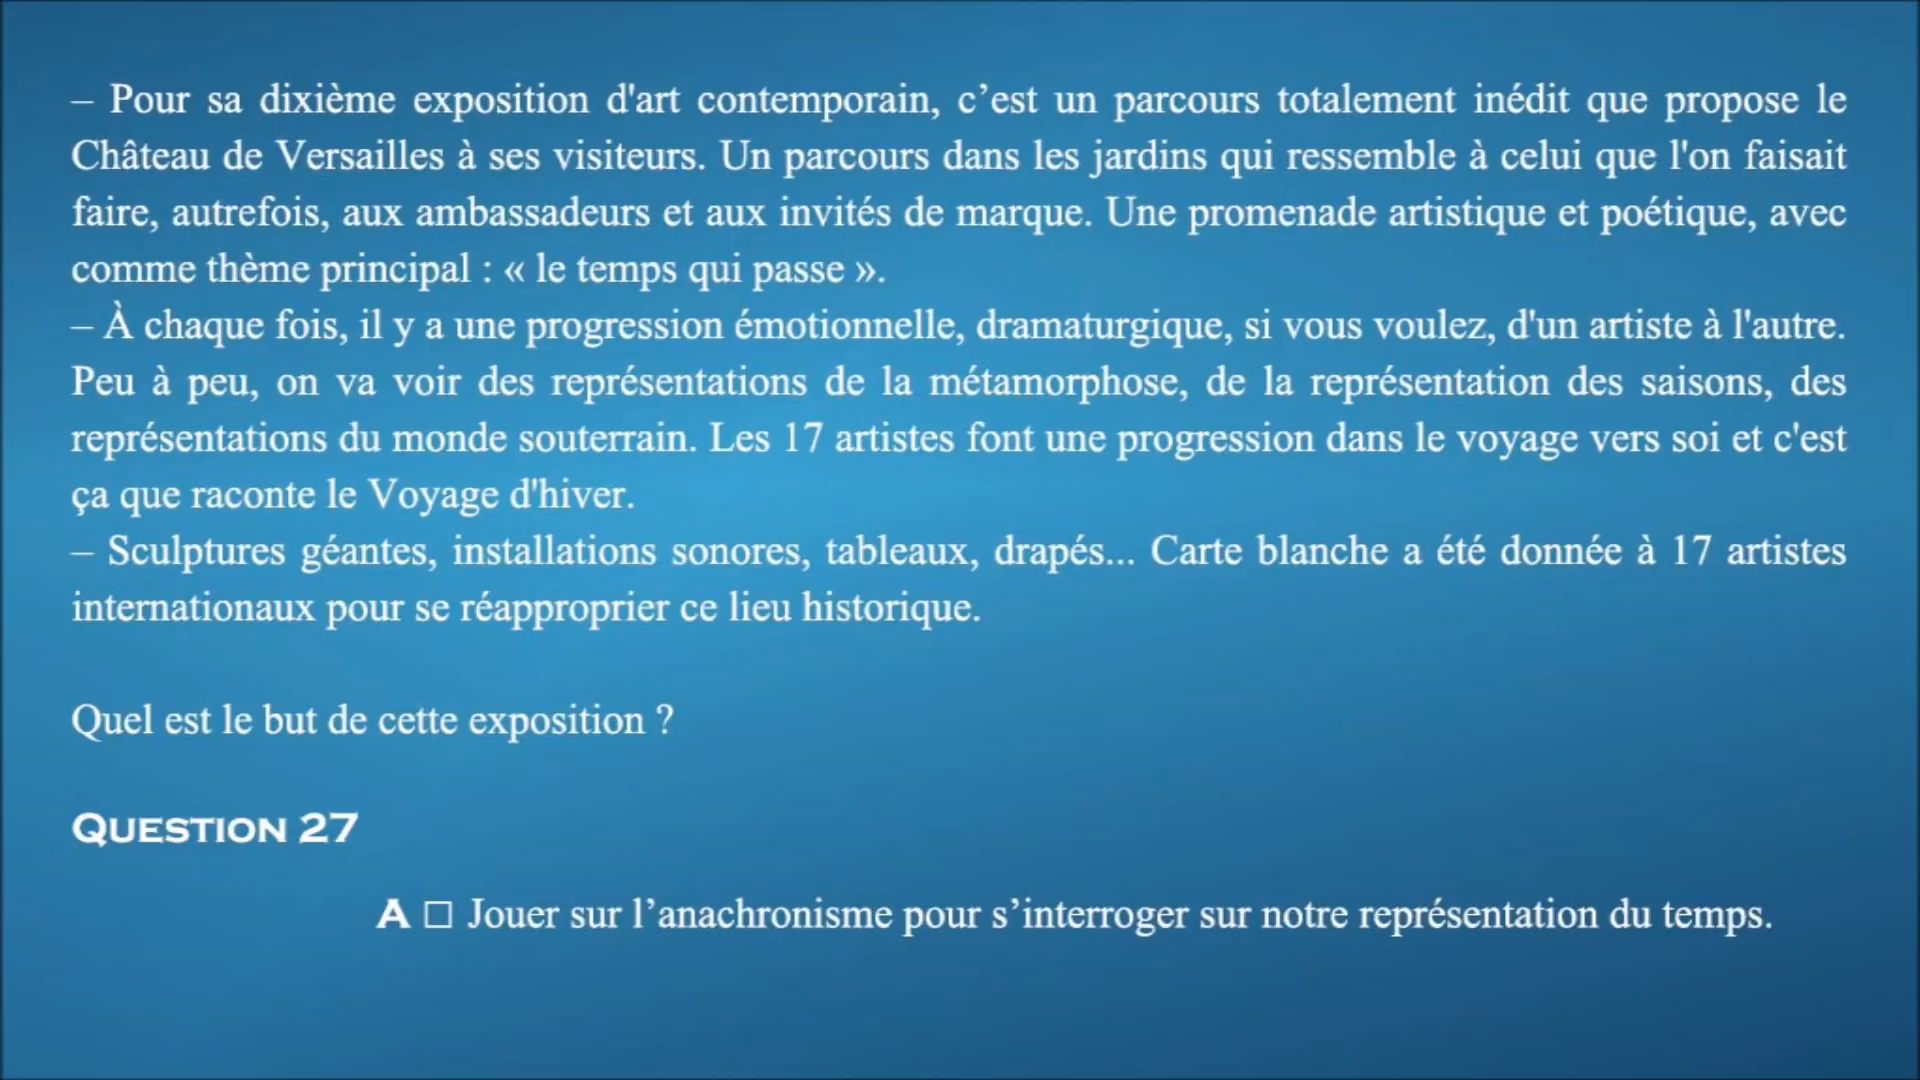 – Pour sa dixième exposition d'art contemporain, c’est un parcours totalement inédit que propose le
Château de Versailles à ses visiteurs. Un parcours dans les jardins qui ressemble à celui que l'on faisait
faire, autrefois, aux ambassadeurs et aux invités de marque. Une promenade artistique et poétique, avec
comme thème principal : « le temps qui passe ».
– À chaque fois, il y a une progression émotionnelle, dramaturgique, si vous voulez, d'un artiste à l'autre.
Peu à peu, on va voir des représentations de la métamorphose, de la représentation des saisons, des
représentations du monde souterrain. Les 17 artistes font une progression dans le voyage vers soi et c'est
ça que raconte le Voyage d'hiver.
– Sculptures géantes, installations sonores, tableaux, drapés... Carte blanche a été donnée à 17 artistes
internationaux pour se réapproprier ce lieu historique.
Quel est le but de cette exposition ?
QUESTION 27
A □ Jouer sur l’anachronisme pour s’interroger sur notre représentation du temps.